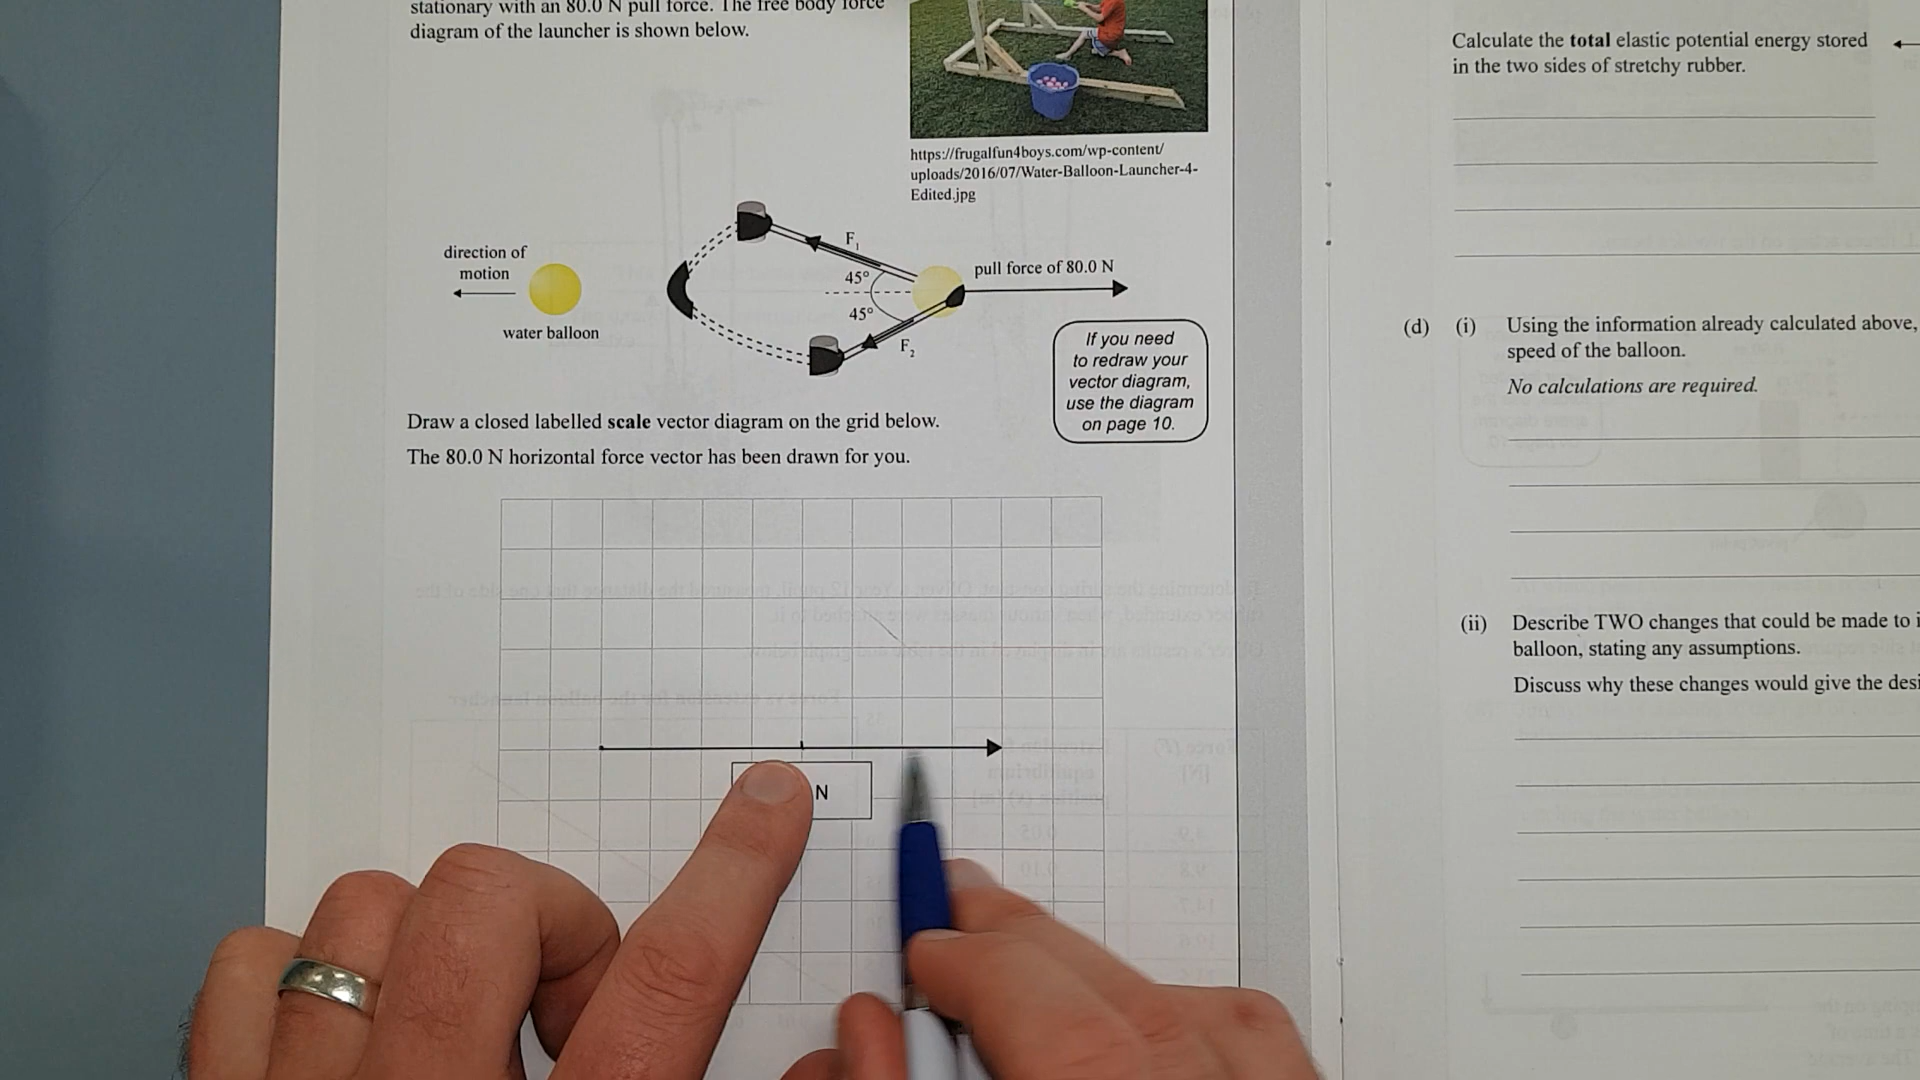 stationary with an 80.0 N pull force. The free body force
diagram of the launcher is shown below.
https://frugalfun4boys.com/wp-content/
uploads/2016/07/Water-Balloon-Launcher-4-
Edited.jpg
direction of
motion
water balloon
F1
45°
45°
F2
pull force of 80.0 N
If you need
to redraw your
vector diagram,
use the diagram
on page 10.
Draw a closed labelled scale vector diagram on the grid below.
The 80.0 N horizontal force vector has been drawn for you.
N
Calculate the total elastic potential energy stored
in the two sides of stretchy rubber.
(d) (i) Using the information already calculated above,
speed of the balloon.
No calculations are required.
(ii) Describe TWO changes that could be made to
balloon, stating any assumptions.
Discuss why these changes would give the